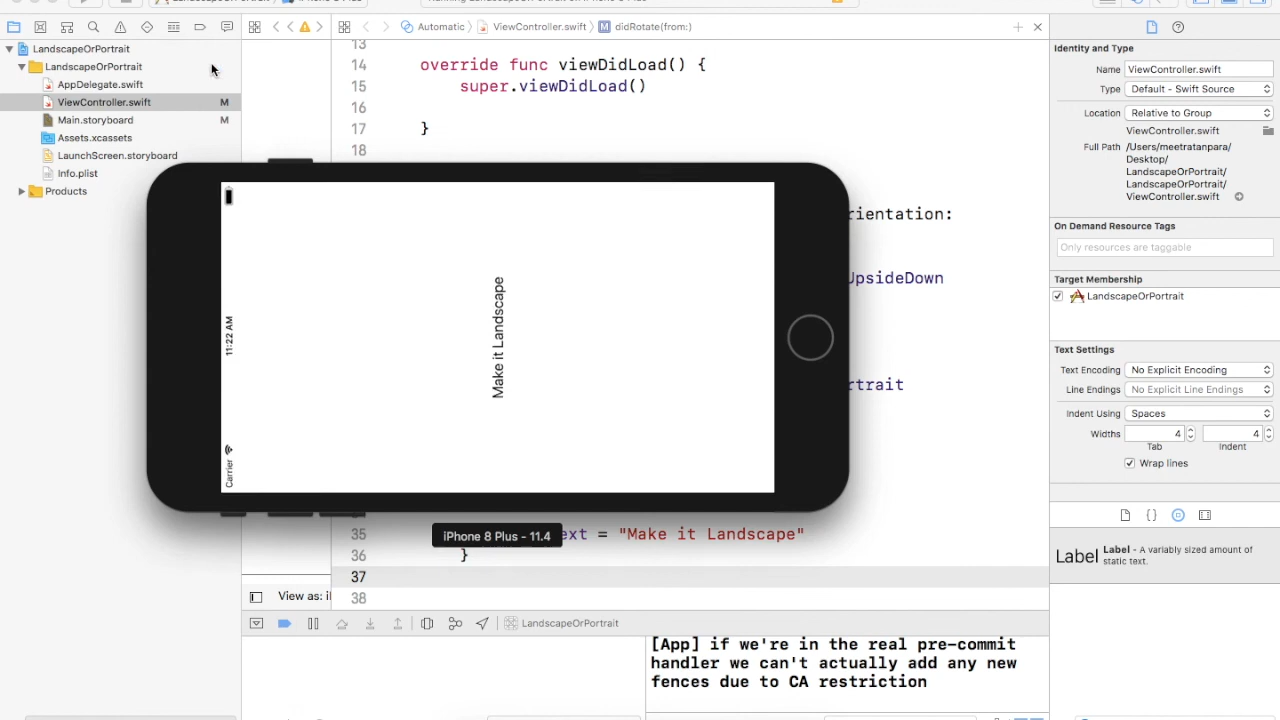 Automatic
ViewController.swift
didRotate(from:)
LandscapeOrPortrait
LandscapeOrPortrait
AppDelegate.swift
ViewController.swift M
Main.storyboard M
Assets.xcassets
LaunchScreen.storyboard
Info.plist
Products
13
14 override func viewDidLoad() {
15 super.viewDidLoad()
16
17 }
18
rientation:
UpsideDown
rtrait
Carrier
11:22 AM
Make it Landscape
iPhone 8 Plus - 11.4
35 ext = "Make it Landscape"
36 }
37
38
View as: i
LandscapeOrPortrait
[App] if we're in the real pre-commit
handler we can't actually add any new
fences due to CA restriction
Identity and Type
Name ViewController.swift
Type Default - Swift Source
Location Relative to Group
ViewController.swift
Full Path /Users/meetratanpara/
Desktop/
LandscapeOrPortrait/
LandscapeOrPortrait/
ViewController.swift
On Demand Resource Tags
Only resources are taggable
Target Membership
LandscapeOrPortrait
Text Settings
Text Encoding No Explicit Encoding
Line Endings No Explicit Line Endings
Indent Using Spaces
Widths 4 4
Tab Indent
Wrap lines
{}
Label Label - A variably sized amount of
static text.